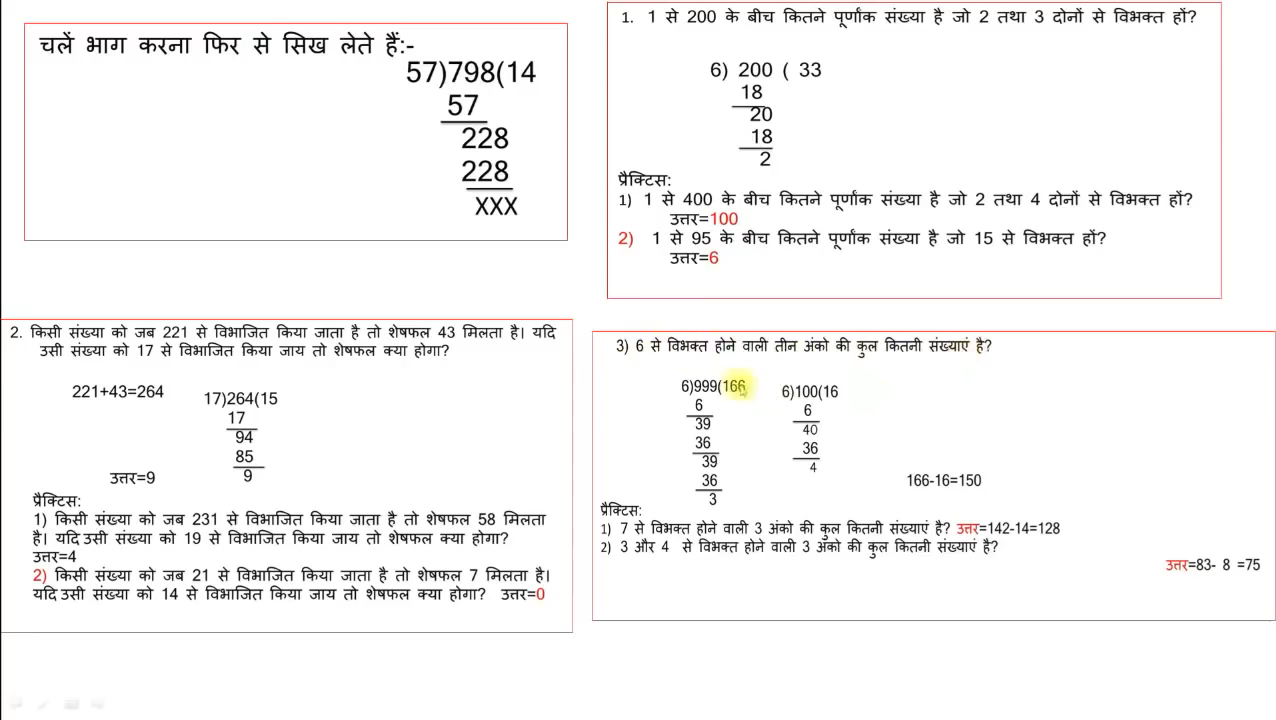 चलें भाग करना फिर से सिख लेते हैं:-
57)798(14
57
228
228
XXX
1. 1 से 200 के बीच कितने पूर्णांक संख्या है जो 2 तथा 3 दोनों से विभक्त हों?
6) 200 ( 33
18
20
18
2
प्रैक्टिस:
1) 1 से 400 के बीच कितने पूर्णांक संख्या है जो 2 तथा 4 दोनों से विभक्त हों?
उत्तर=100
2) 1 से 95 के बीच कितने पूर्णांक संख्या है जो 15 से विभक्त हों?
उत्तर=6
2. किसी संख्या को जब 221 से विभाजित किया जाता है तो शेषफल 43 मिलता है। यदि
उसी संख्या को 17 से विभाजित किया जाय तो शेषफल क्या होगा?
221+43=264
17)264(15
17
94
85
9
उत्तर=9
प्रैक्टिस:
1) किसी संख्या को जब 231 से विभाजित किया जाता है तो शेषफल 58 मिलता
है। यदि उसी संख्या को 19 से विभाजित किया जाय तो शेषफल क्या होगा?
उत्तर=4
2) किसी संख्या को जब 21 से विभाजित किया जाता है तो शेषफल 7 मिलता है।
यदि उसी संख्या को 14 से विभाजित किया जाय तो शेषफल क्या होगा? उत्तर=0
3) 6 से विभक्त होने वाली तीन अंको की कुल कितनी संख्याएं है?
6)999(166
6
39
36
39
36
3
6)100(16
6
40
36
4
166-16=150
प्रैक्टिस:
1) 7 से विभक्त होने वाली 3 अंको की कुल कितनी संख्याएं है? उत्तर=142-14=128
2) 3 और 4 से विभक्त होने वाली 3 अंको की कुल कितनी संख्याएं है?
उत्तर=83- 8 =75